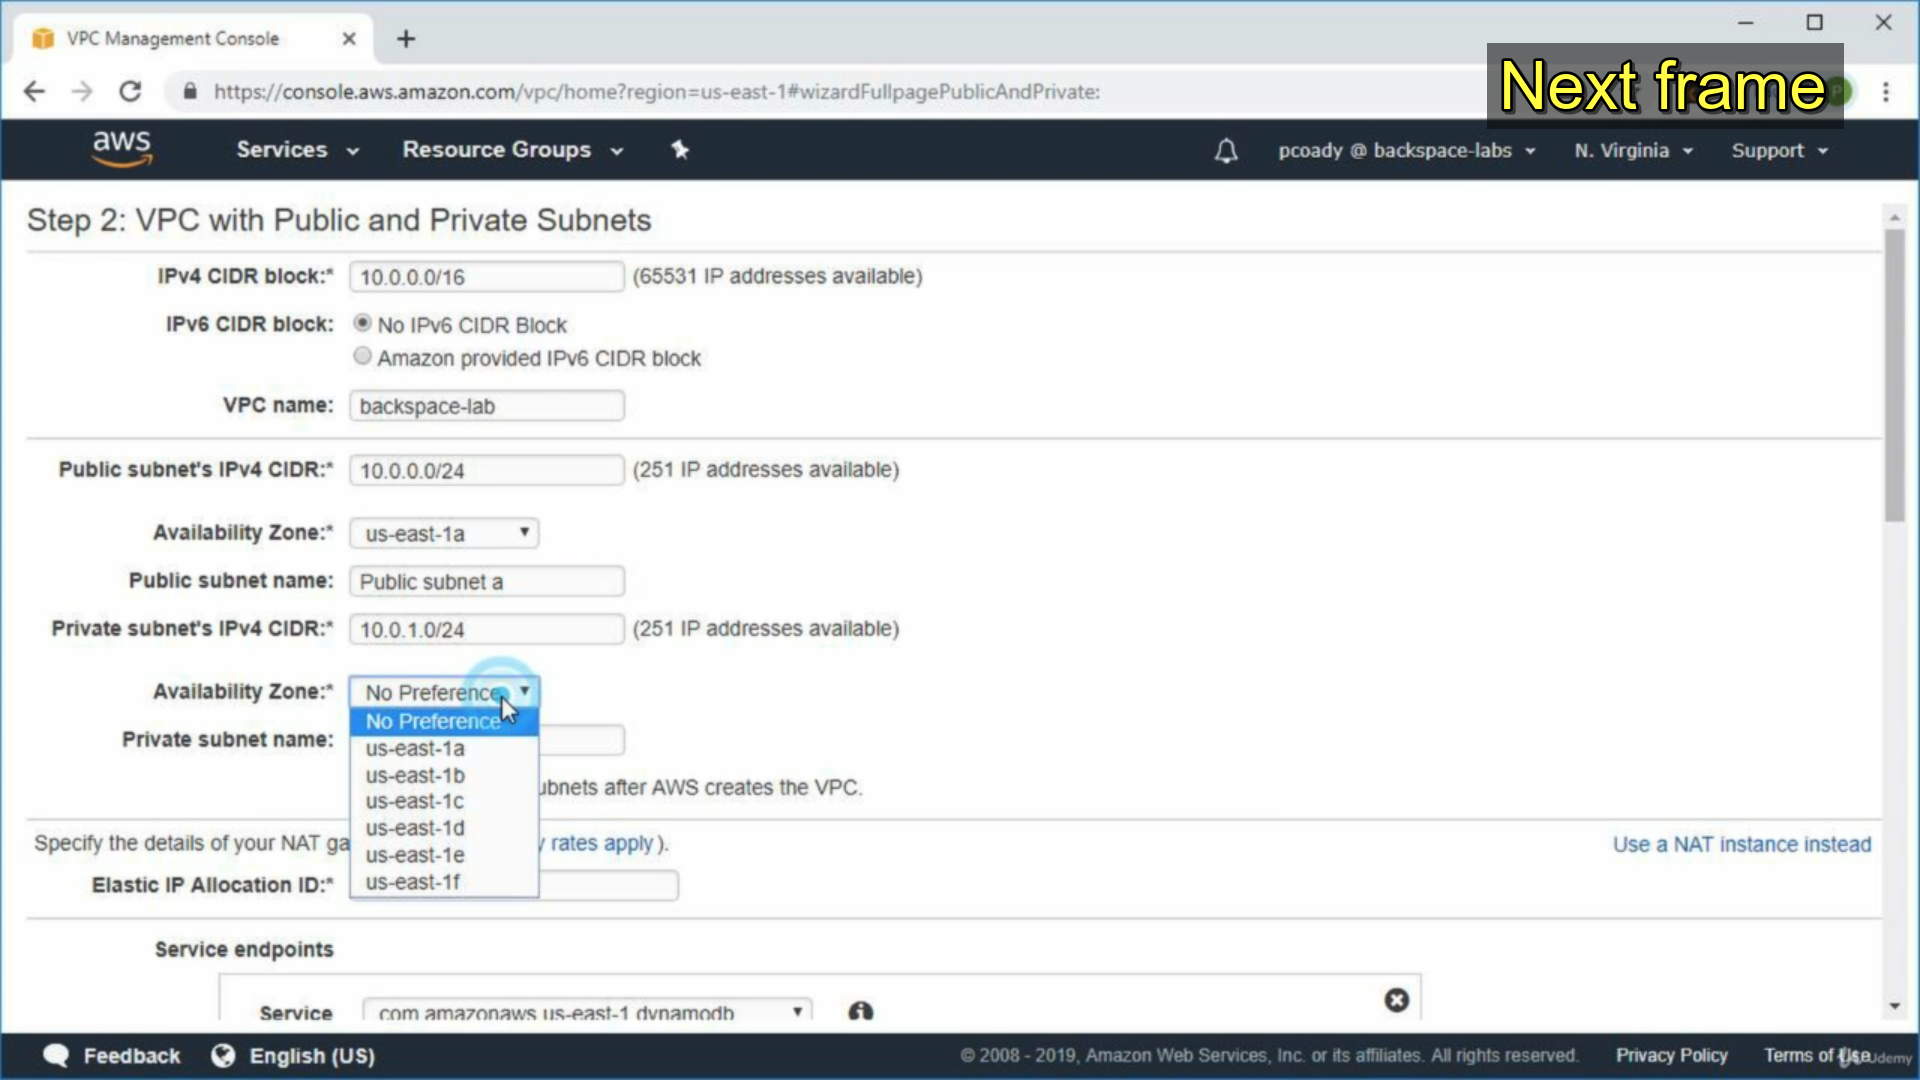 VPC Management Console
Next frame
https://console.aws.amazon.com/vpc/home?region=us-east-1#wizardFullpagePublicAndPrivate:
aws Services Resource Groups pcoady @ backspace-labs N. Virginia Support
Step 2: VPC with Public and Private Subnets
IPv4 CIDR block:* 10.0.0.0/16 (65531 IP addresses available)
IPv6 CIDR block: No IPv6 CIDR Block
Amazon provided IPv6 CIDR block
VPC name: backspace-lab
Public subnet's IPv4 CIDR:* 10.0.0.0/24 (251 IP addresses available)
Availability Zone:* us-east-1a
Public subnet name: Public subnet a
Private subnet's IPv4 CIDR:* 10.0.1.0/24 (251 IP addresses available)
Availability Zone:* No Preference
No Preference
Private subnet name:
us-east-1a
us-east-1b
ubnets after AWS creates the VPC.
us-east-1c
us-east-1d
Specify the details of your NAT ga y rates apply ). Use a NAT instance instead
us-east-1e
Elastic IP Allocation ID:* us-east-1f
Service endpoints
Service com.amazonaws.us-east-1.dynamodb
Feedback English (US) © 2008 - 2019, Amazon Web Services, Inc. or its affiliates. All rights reserved. Privacy Policy Terms of Use
Udemy